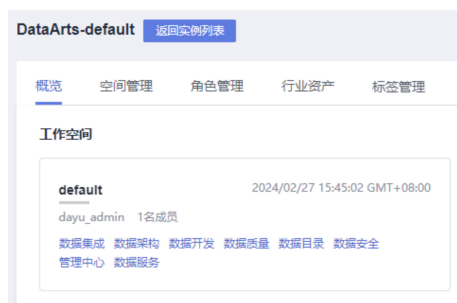 DataArts-default 返回实例列表
概览 空间管理 角色管理 行业资产 标签管理
工作空间
default 2024/02/27 15:45:02 GMT+08:00
dayu_admin 1名成员
数据集成 数据架构 数据开发 数据质量 数据目录 数据安全
管理中心 数据服务